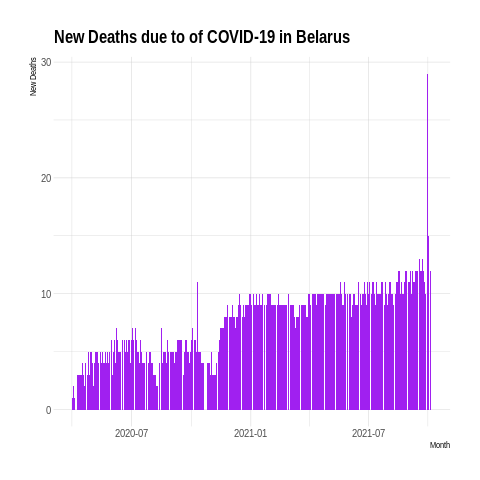 New Deaths due to of COVID-19 in Belarus
New Deaths
30
20
10
0
2020-07
2021-01
2021-07
Month